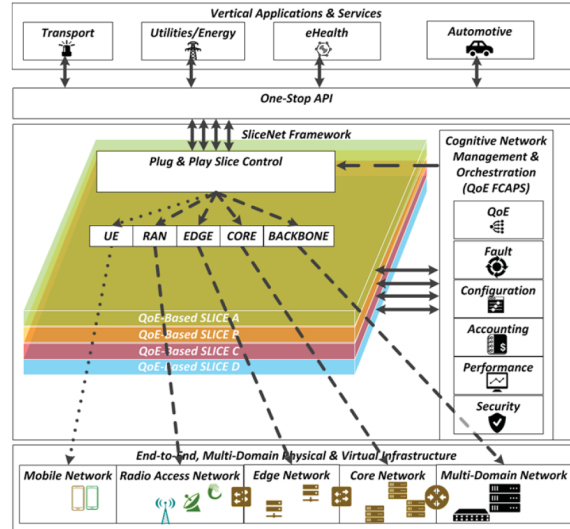 Vertical Applications & Services
Transport
Utilities/Energy
eHealth
Automotive
One-Stop API
SliceNet Framework
Plug & Play Slice Control
UE
RAN
EDGE
CORE
BACKBONE
QoE-Based SLICE A
QoE-Based SLICE B
QoE-Based SLICE C
QoE-Based SLICE D
Cognitive Network
Management &
Orchestrration
(QoE FCAPS)
QoE
Fault
Configuration
Accounting
Performance
Security
End-to-End, Multi-Domain Physical & Virtual Infrastructure
Mobile Network
Radio Access Network
Edge Network
Core Network
Multi-Domain Network